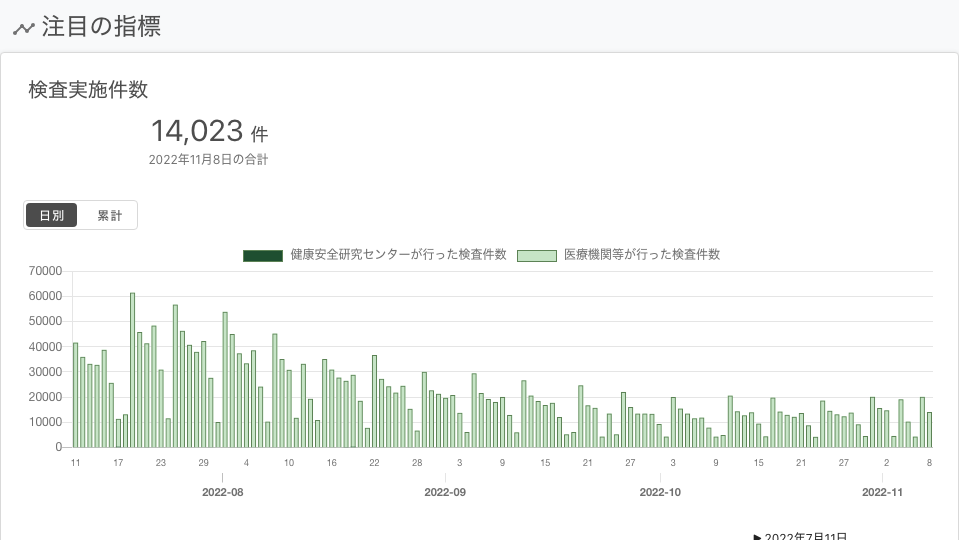 注目の指標
検査実施件数
14,023 件
2022年11月8日の合計
日別 累計
健康安全研究センターが行った検査件数 医療機関等が行った検査件数
70000
60000
50000
40000
30000
20000
10000
0
11 17 23 29 4 10 16 22 28 3 9 15 21 27 3 9 15 21 27 2 8
2022-08 2022-09 2022-10 2022-11
▶ 2022年7月11日